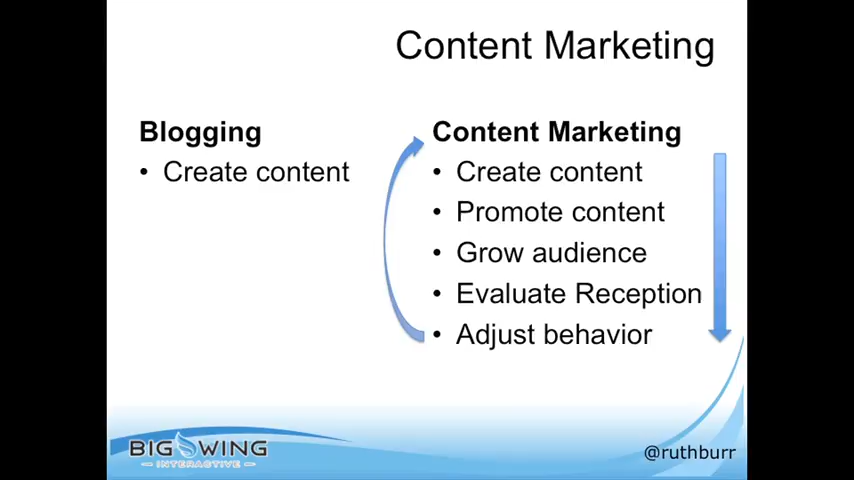 Content Marketing
Blogging
• Create content
Content Marketing
• Create content
• Promote content
• Grow audience
• Evaluate Reception
• Adjust behavior
BIG WING
INTERACTIVE
@ruthburr